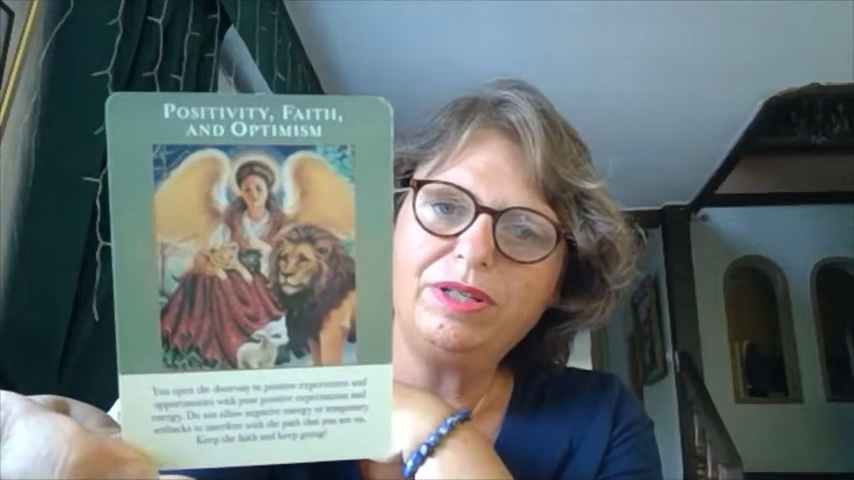 POSITIVITY, FAITH,
AND OPTIMISM
You open the doorway to positive experiences and
opportunities with your positive expectations and
energy. Do not allow negative energy or temporary
setbacks to interfere with the path that you are on.
Keep the faith and keep going!